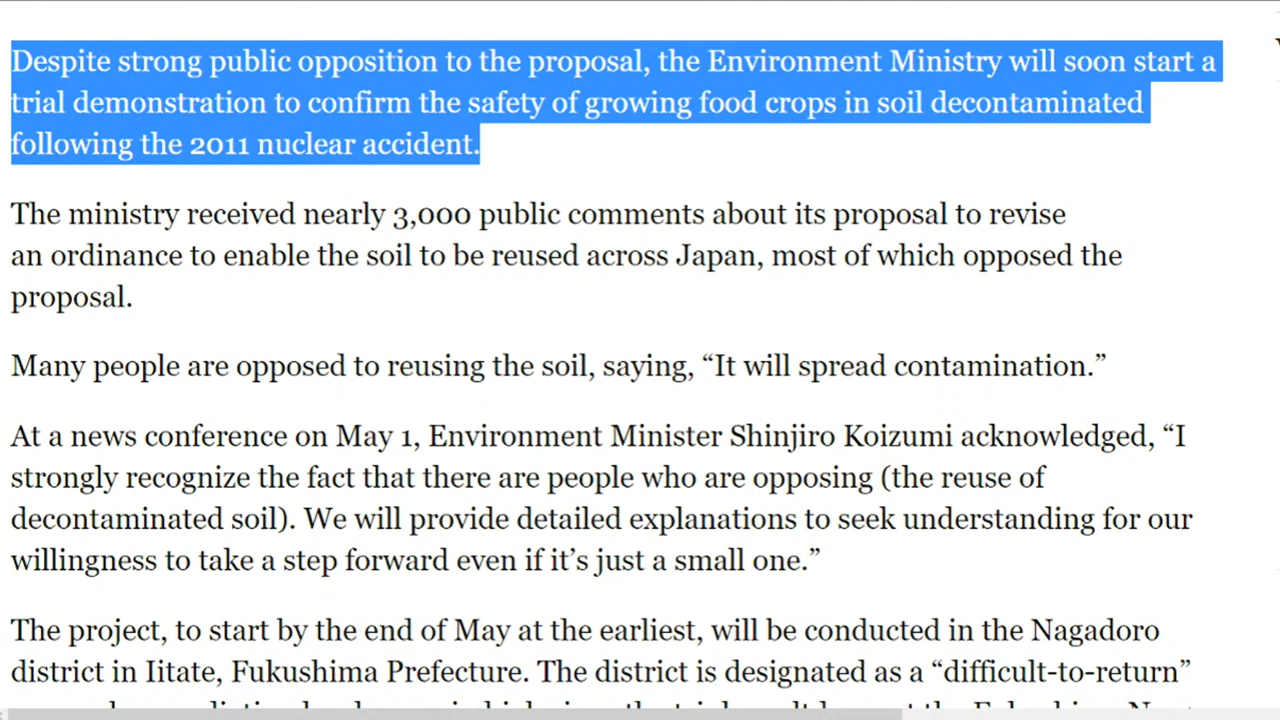 Despite strong public opposition to the proposal, the Environment Ministry will soon start a
trial demonstration to confirm the safety of growing food crops in soil decontaminated
following the 2011 nuclear accident.
The ministry received nearly 3,000 public comments about its proposal to revise
an ordinance to enable the soil to be reused across Japan, most of which opposed the
proposal.
Many people are opposed to reusing the soil, saying, “It will spread contamination.”
At a news conference on May 1, Environment Minister Shinjiro Koizumi acknowledged, “I
strongly recognize the fact that there are people who are opposing (the reuse of
decontaminated soil). We will provide detailed explanations to seek understanding for our
willingness to take a step forward even if it’s just a small one.”
The project, to start by the end of May at the earliest, will be conducted in the Nagadoro
district in Iitate, Fukushima Prefecture. The district is designated as a “difficult-to-return”